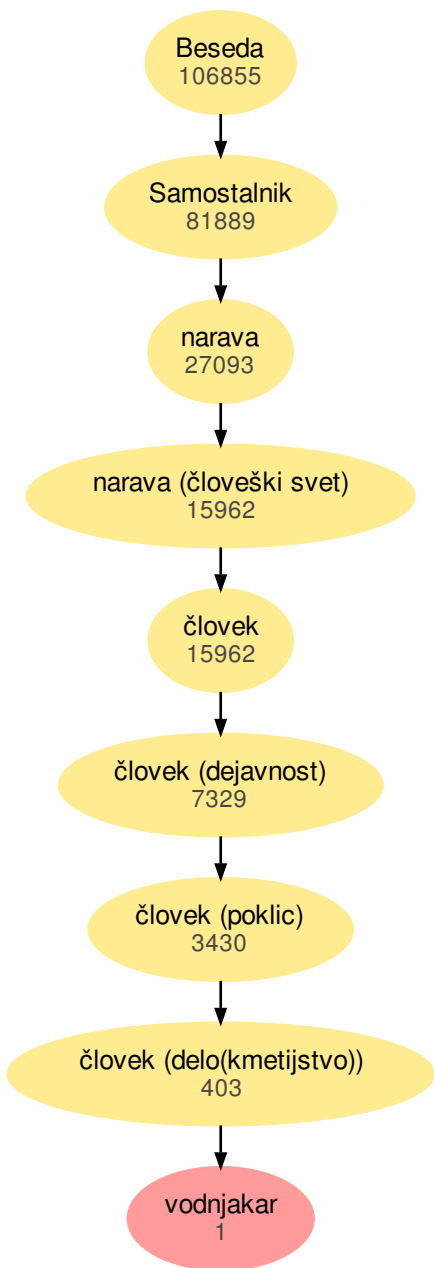 Beseda
106855
Samostalnik
81889
narava
27093
narava (človeški svet)
15962
človek
15962
človek (dejavnost)
7329
človek (poklic)
3430
človek (delo(kmetijstvo))
403
vodnjakar
1